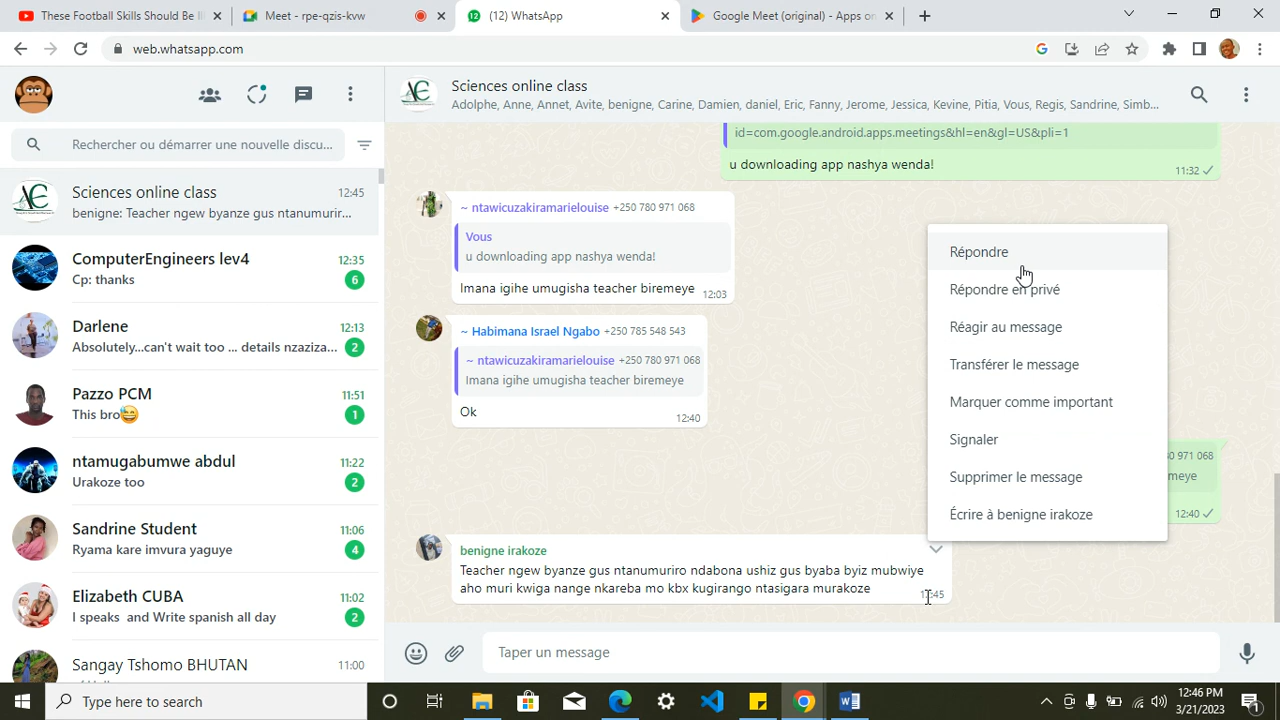 These Football Skills Should Be Il
Meet - rpe-qzis-kvw
(12) WhatsApp
Google Meet (original) - Apps on
web.whatsapp.com
Rechercher ou démarrer une nouvelle discu...
Sciences online class
12:45
benigne: Teacher ngew byanze gus ntanumurir...
ComputerEngineers lev4
12:35
Cp: thanks
6
Darlene
12:13
Absolutely...can't wait too ... details nzaziza...
2
Pazzo PCM
11:51
This bro😅
1
ntamugabumwe abdul
11:22
Urakoze too
2
Sandrine Student
11:06
Ryama kare imvura yaguye
4
Elizabeth CUBA
11:02
I speaks and Write spanish all day
2
Sangay Tshomo BHUTAN
11:00
Sciences online class
Adolphe, Anne, Annet, Avite, benigne, Carine, Damien, daniel, Eric, Fanny, Jerome, Jessica, Kevine, Pitia, Vous, Regis, Sandrine, Simb...
id=com.google.android.apps.meetings&hl=en&gl=US&pli=1
u downloading app nashya wenda!
11:32
~ ntawicuzakiramarielouise +250 780 971 068
Vous
u downloading app nashya wenda!
Imana igihe umugisha teacher biremeye
12:03
~ Habimana Israel Ngabo +250 785 548 543
~ ntawicuzakiramarielouise +250 780 971 068
Imana igihe umugisha teacher biremeye
Ok
12:40
971 068
meye
12:40
benigne irakoze
Teacher ngew byanze gus ntanumuriro ndabona ushiz gus byaba byiz mubwiye
aho muri kwiga nange nkareba mo kbx kugirango ntasigara murakoze
12:45
Répondre
Répondre en privé
Réagir au message
Transférer le message
Marquer comme important
Signaler
Supprimer le message
Écrire à benigne irakoze
Taper un message
Type here to search
12:46 PM
3/21/2023
1